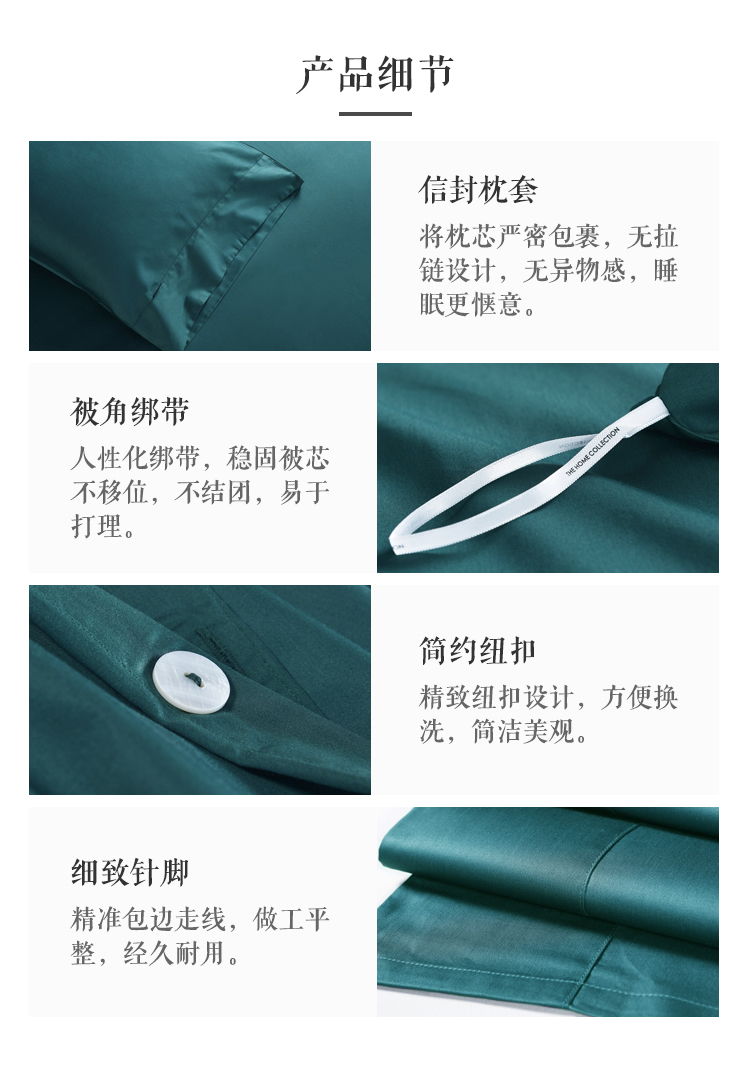 产品细节
信封枕套
将枕芯严密包裹，无拉
链设计，无异物感，睡
眠更惬意。
被角绑带
人性化绑带，稳固被芯
不移位，不结团，易于
打理。
THE HOME COLLECTION
简约纽扣
精致纽扣设计，方便换
洗，简洁美观。
细致针脚
精准包边走线，做工平
整，经久耐用。